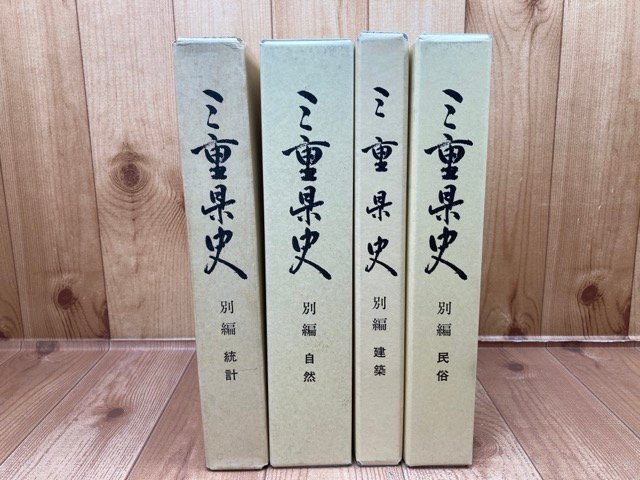 三重県史
別編 統計
三重県史
別編 自然
三重県史
別編 建築
三重県史
別編 民俗